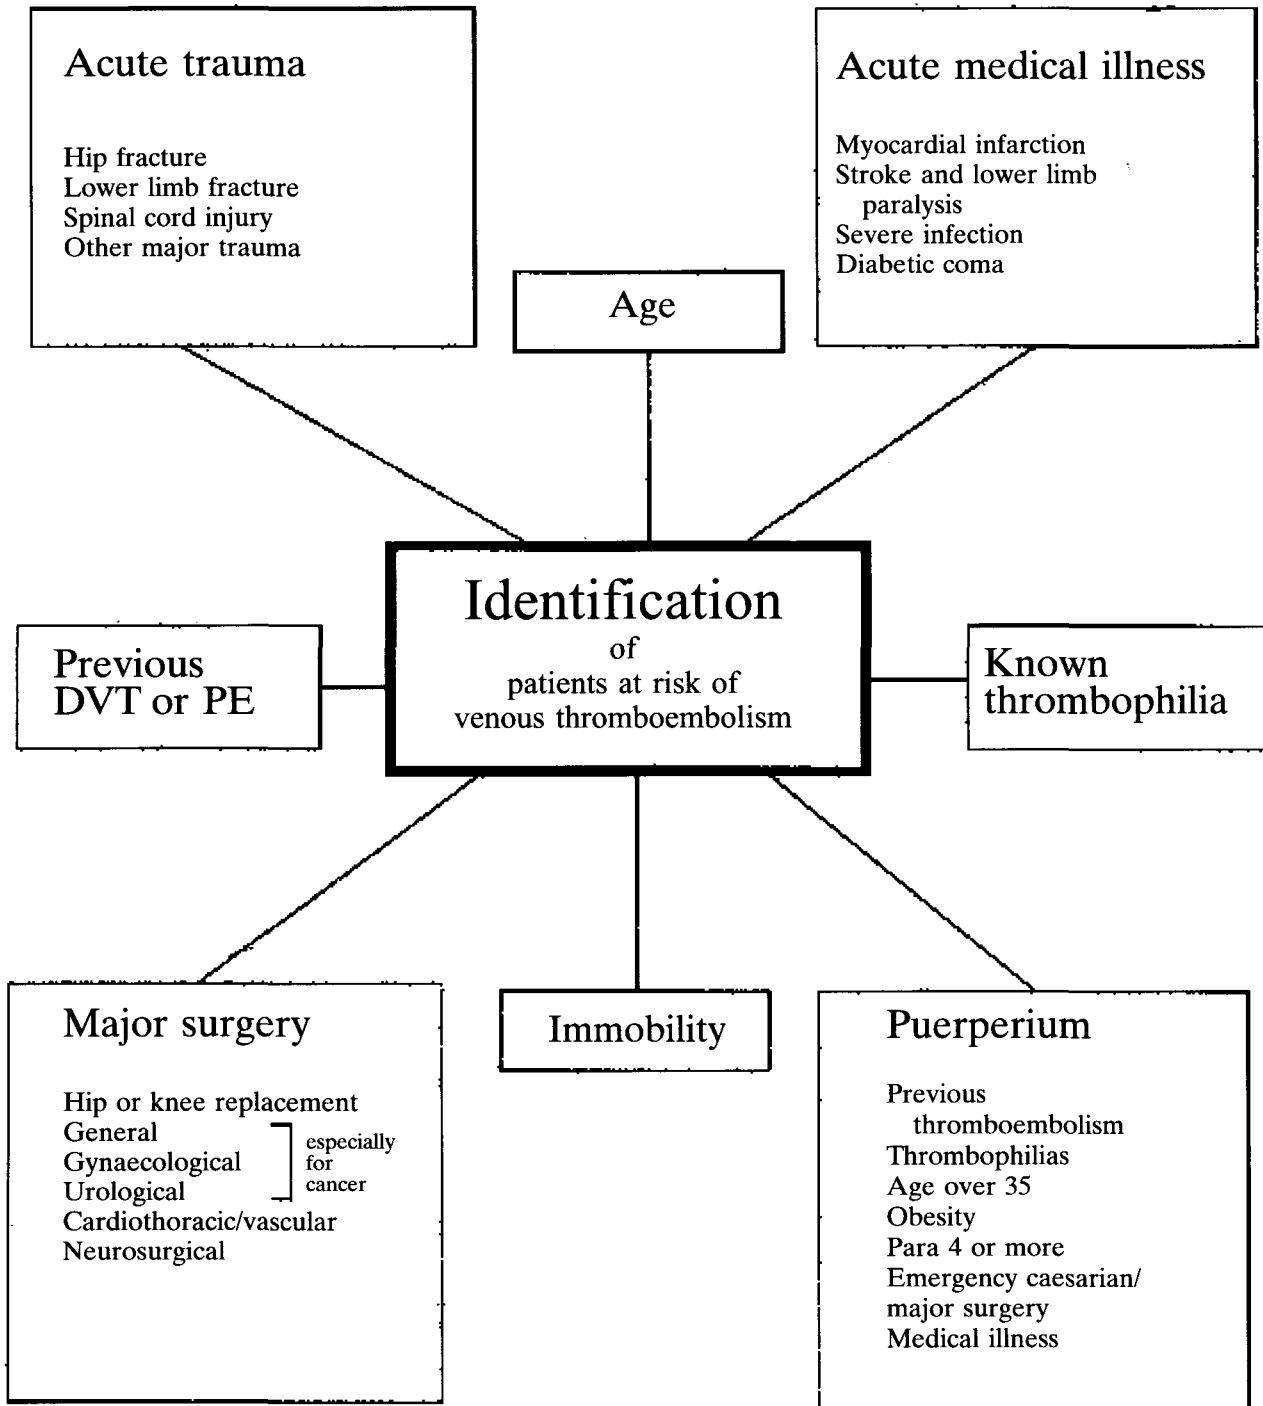 Acute trauma
Hip fracture
Lower limb fracture
Spinal cord injury
Other major trauma
Age
Acute medical illness
Myocardial infarction
Stroke and lower limb
paralysis
Severe infection
Diabetic coma
Previous
DVT or PE
Identification
of
patients at risk of
venous thromboembolism
Known
thrombophilia
Major surgery
Hip or knee replacement
General
Gynaecological
Urological
especially
for
cancer
Cardiothoracic/vascular
Neurosurgical
Immobility
Puerperium
Previous
thromboembolism
Thrombophilias
Age over 35
Obesity
Para 4 or more
Emergency caesarian/
major surgery
Medical illness